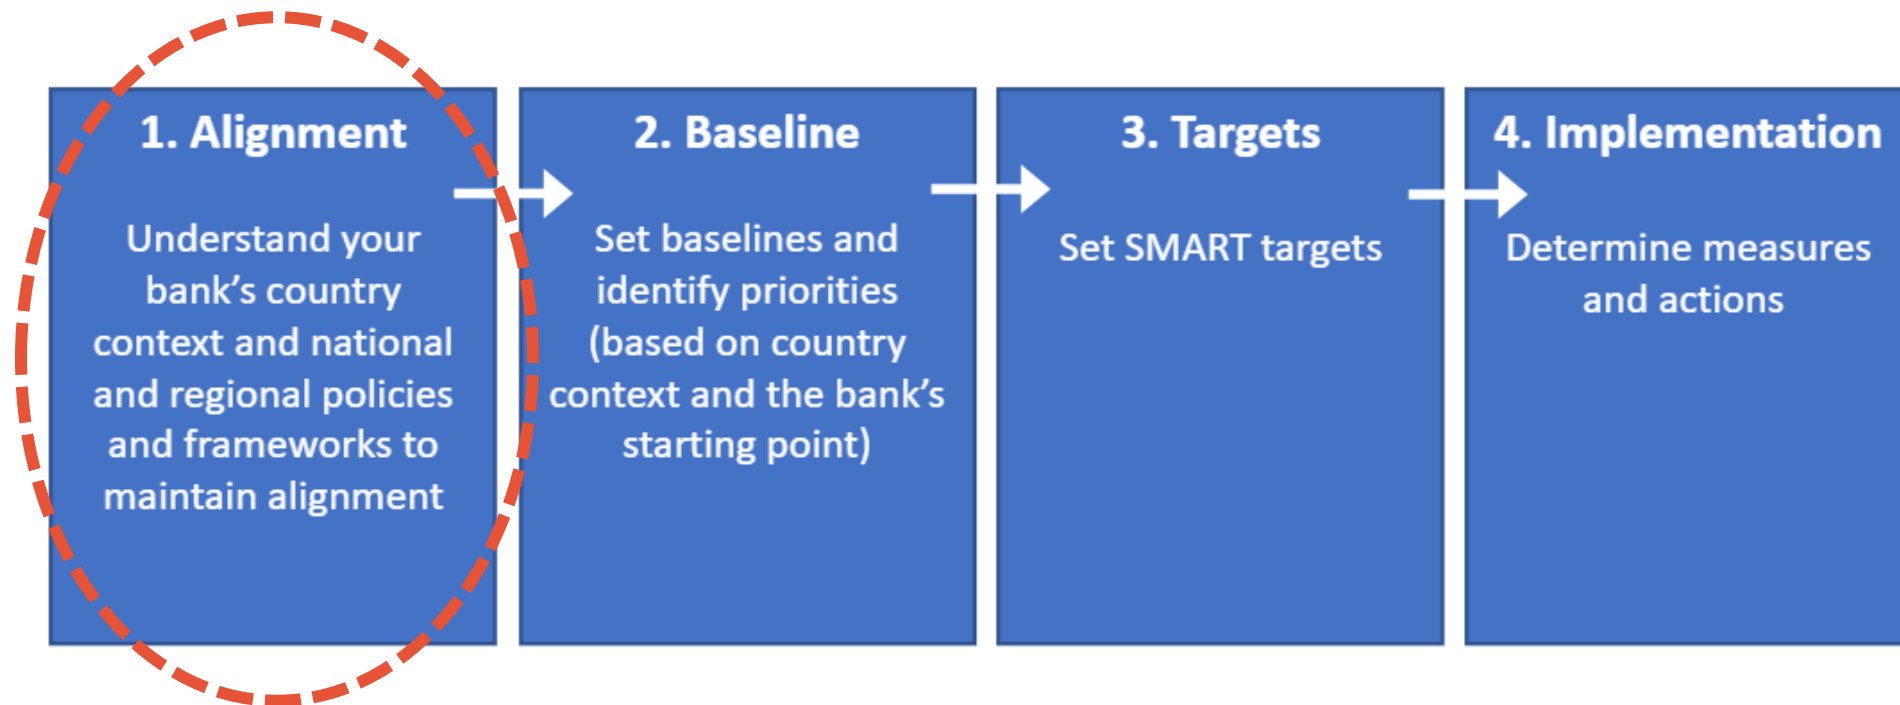 1. Alignment
Understand your
bank’s country
context and national
and regional policies
and frameworks to
maintain alignment
2. Baseline
Set baselines and
identify priorities
(based on country
context and the bank’s
starting point)
3. Targets
Set SMART targets
4. Implementation
Determine measures
and actions